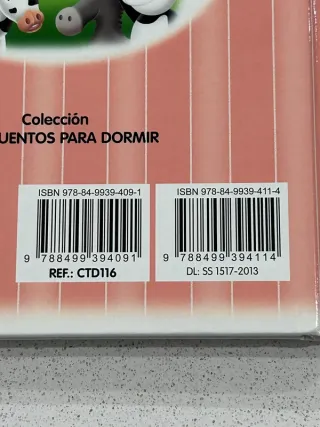 Colección
UENTOS PARA DORMIR
ISBN 978-84-9939-409-1
9 788499 394091
REF.: CTD116
ISBN 978-84-9939-411-4
9 788499 394114
DL: SS 1517-2013